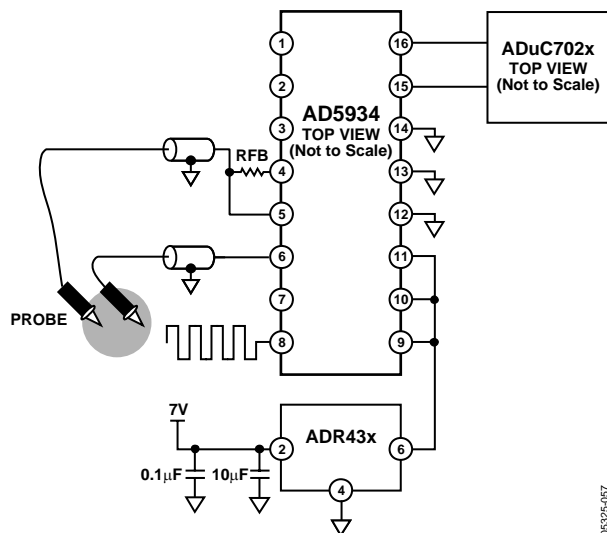 1
2
3
4
5
6
7
8
16
15
14
13
12
11
10
9
AD5934
TOP VIEW
(Not to Scale)
ADuC702x
TOP VIEW
(Not to Scale)
RFB
PROBE
7V
0.1µF
10µF
2
ADR43x
6
4
05325-057